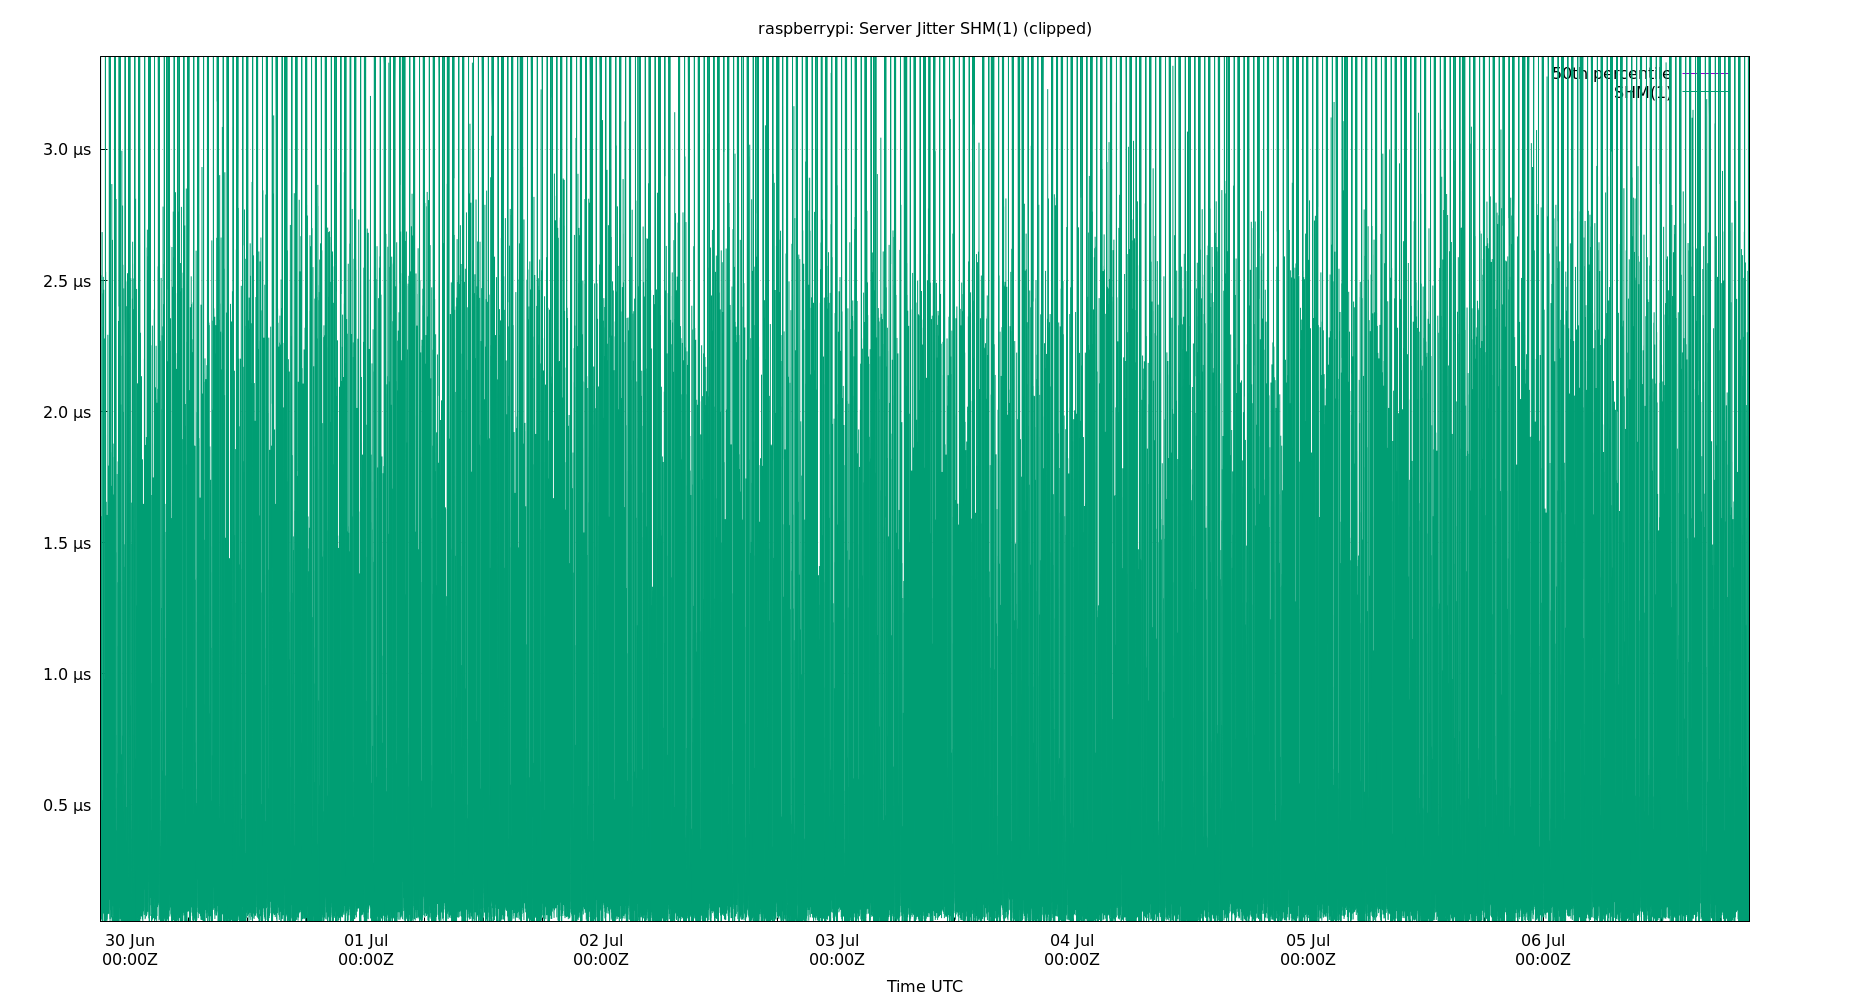 raspberrypi: Server Jitter SHM(1) (clipped)
50th percentile
SHM(1)
3.0 µs
2.5 µs
2.0 µs
1.5 µs
1.0 µs
0.5 µs
30 Jun 01 Jul 02 Jul 03 Jul 04 Jul 05 Jul 06 Jul
00:00Z 00:00Z 00:00Z 00:00Z 00:00Z 00:00Z 00:00Z
Time UTC